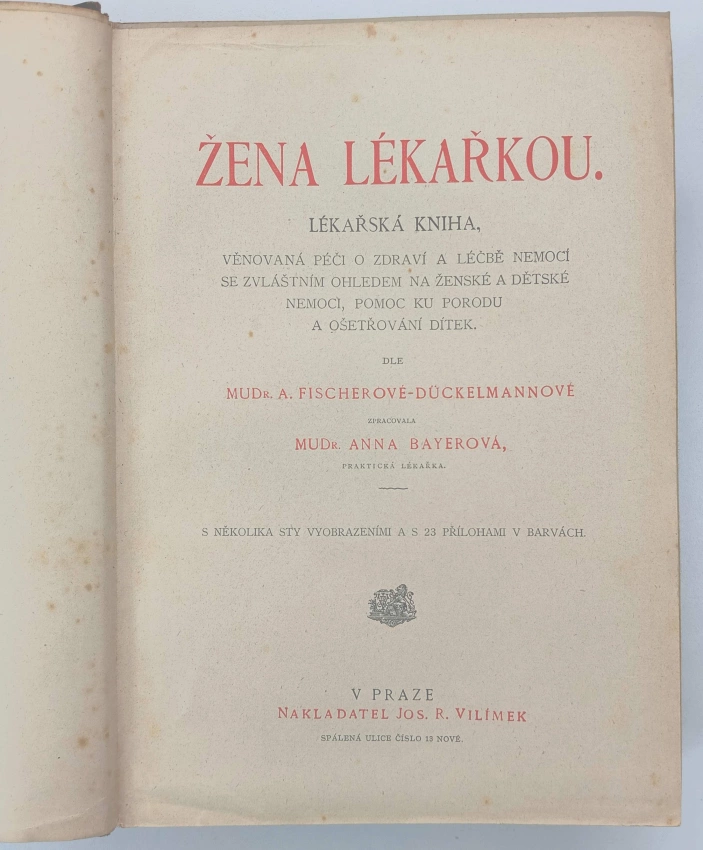 ŽENA LÉKAŘKOU.
LÉKAŘSKÁ KNIHA,
VĚNOVANÁ PÉČI O ZDRAVÍ A LÉČBĚ NEMOCÍ
SE ZVLÁŠTNÍM OHLEDEM NA ŽENSKÉ A DĚTSKÉ
NEMOCI, POMOC KU PORODU
A OŠETŘOVÁNÍ DÍTEK.
DLE
MUDR. A. FISCHEROVÉ-DÜCKELMANNOVÉ
ZPRACOVALA
MUDR. ANNA BAYEROVÁ,
PRAKTICKÁ LÉKAŘKA.
S NĚKOLIKA STY VYOBRAZENÍMI A S 23 PŘÍLOHAMI V BARVÁCH.
V PRAZE
NAKLADATEL JOS. R. VILÍMEK
SPÁLENÁ ULICE ČÍSLO 13 NOVÉ.